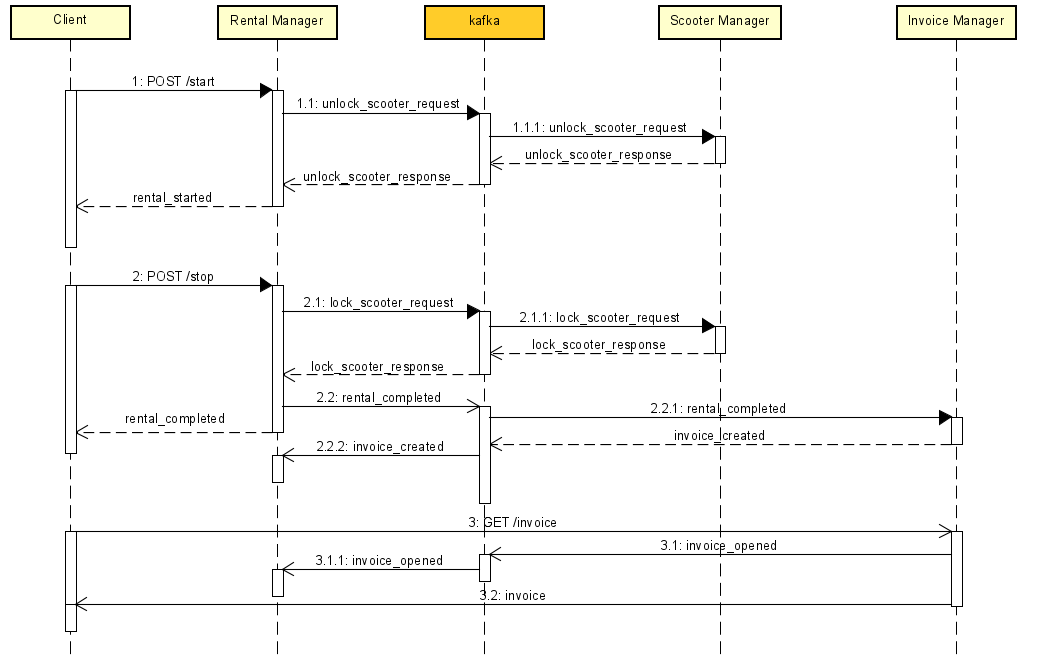 Client
Rental Manager
kafka
Scooter Manager
Invoice Manager
1: POST /start
1.1: unlock_scooter_request
1.1.1: unlock_scooter_request
unlock_scooter_response
unlock_scooter_response
rental_started
2: POST /stop
2.1: lock_scooter_request
2.1.1: lock_scooter_request
lock_scooter_response
lock_scooter_response
2.2: rental_completed
2.2.1: rental_completed
rental_completed
invoice_created
2.2.2: invoice_created
3: GET /invoice
3.1: invoice_opened
3.1.1: invoice_opened
3.2: invoice